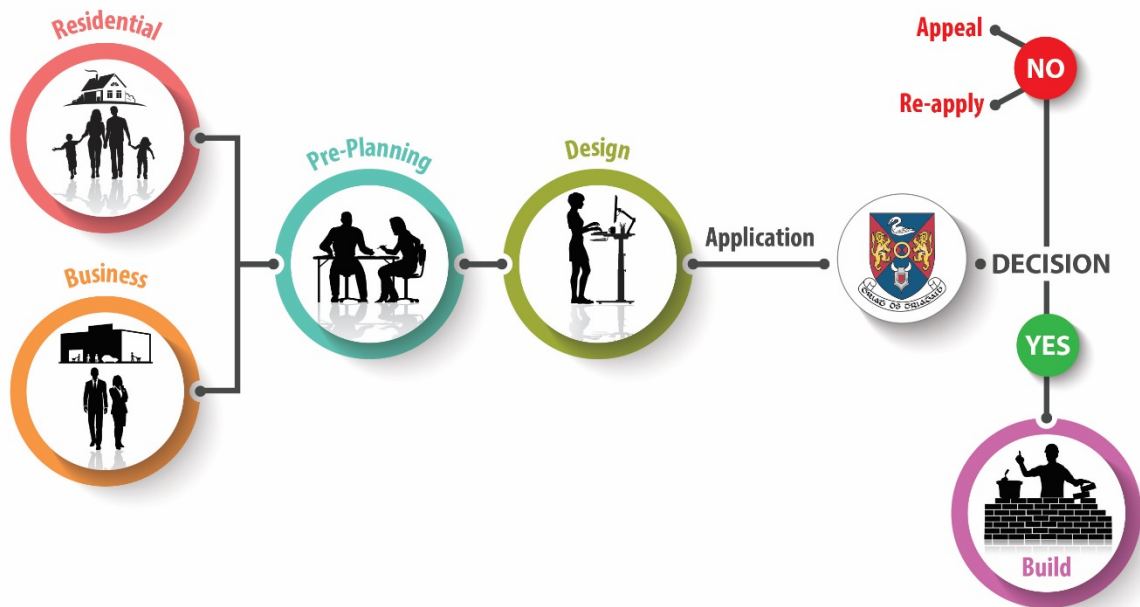 Residential
Business
Pre-Planning
Design
Application
DECISION
NO
Appeal
Re-apply
YES
Build